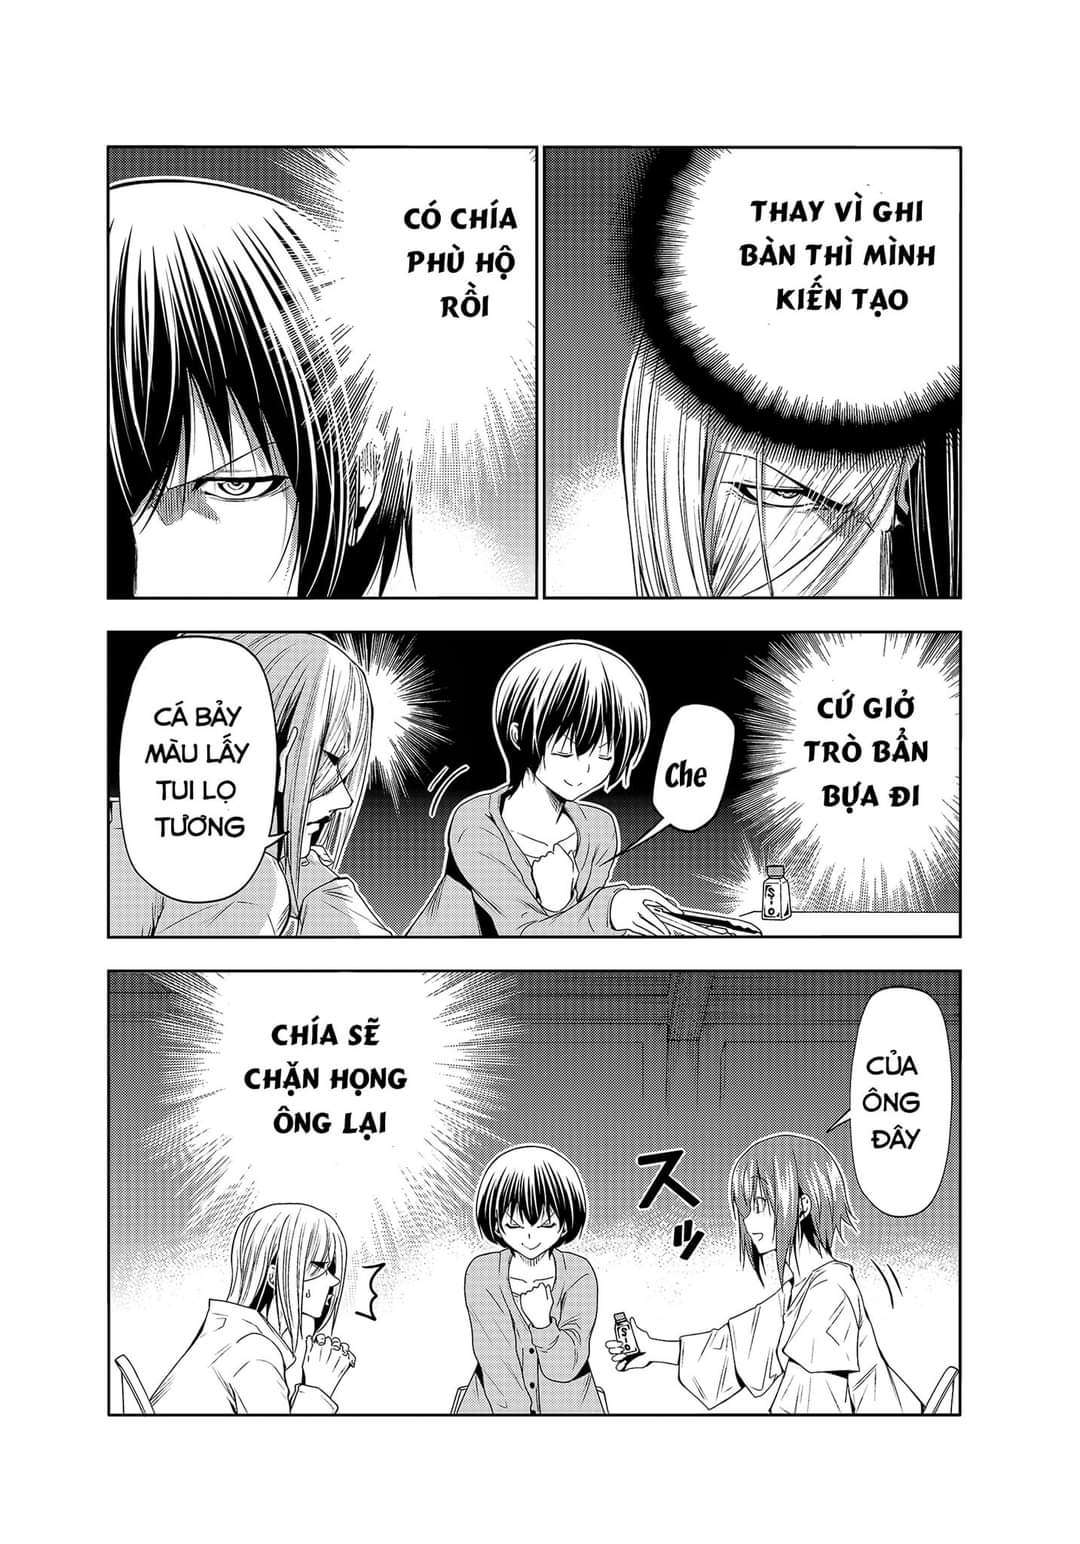 THAY VÌ GHI
BÀN THÌ MÌNH
KIẾN TẠO
CÓ CHÍA
PHÙ HỘ
RỒI
CỨ GIỞ
TRÒ BẨN
BỰA ĐI
Che
CÁ BẢY
MÀU LẤY
TUI LỌ
TƯƠNG
CỦA
ÔNG
ĐÂY
スッ
CHÍA SẼ
CHẶN HỌNG
ÔNG LẠI